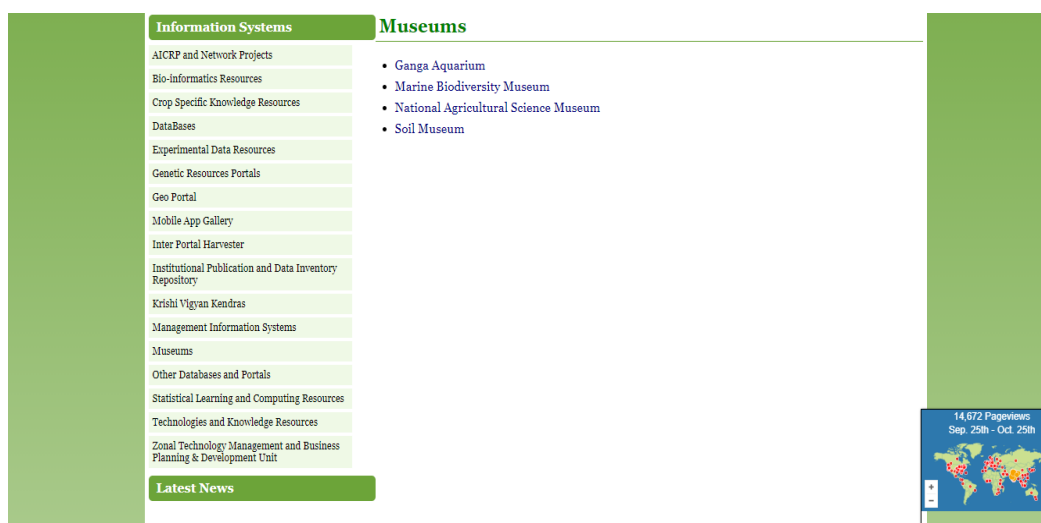 Information Systems
AICRP and Network Projects
Bio-informatics Resources
Crop Specific Knowledge Resources
DataBases
Experimental Data Resources
Genetic Resources Portals
Geo Portal
Mobile App Gallery
Inter Portal Harvester
Institutional Publication and Data Inventory
Repository
Krishi Vigyan Kendras
Management Information Systems
Museums
Other Databases and Portals
Statistical Learning and Computing Resources
Technologies and Knowledge Resources
Zonal Technology Management and Business
Planning & Development Unit
Latest News
Museums
• Ganga Aquarium
• Marine Biodiversity Museum
• National Agricultural Science Museum
• Soil Museum
14,672 Pageviews
Sep. 25th - Oct. 25th
+
−